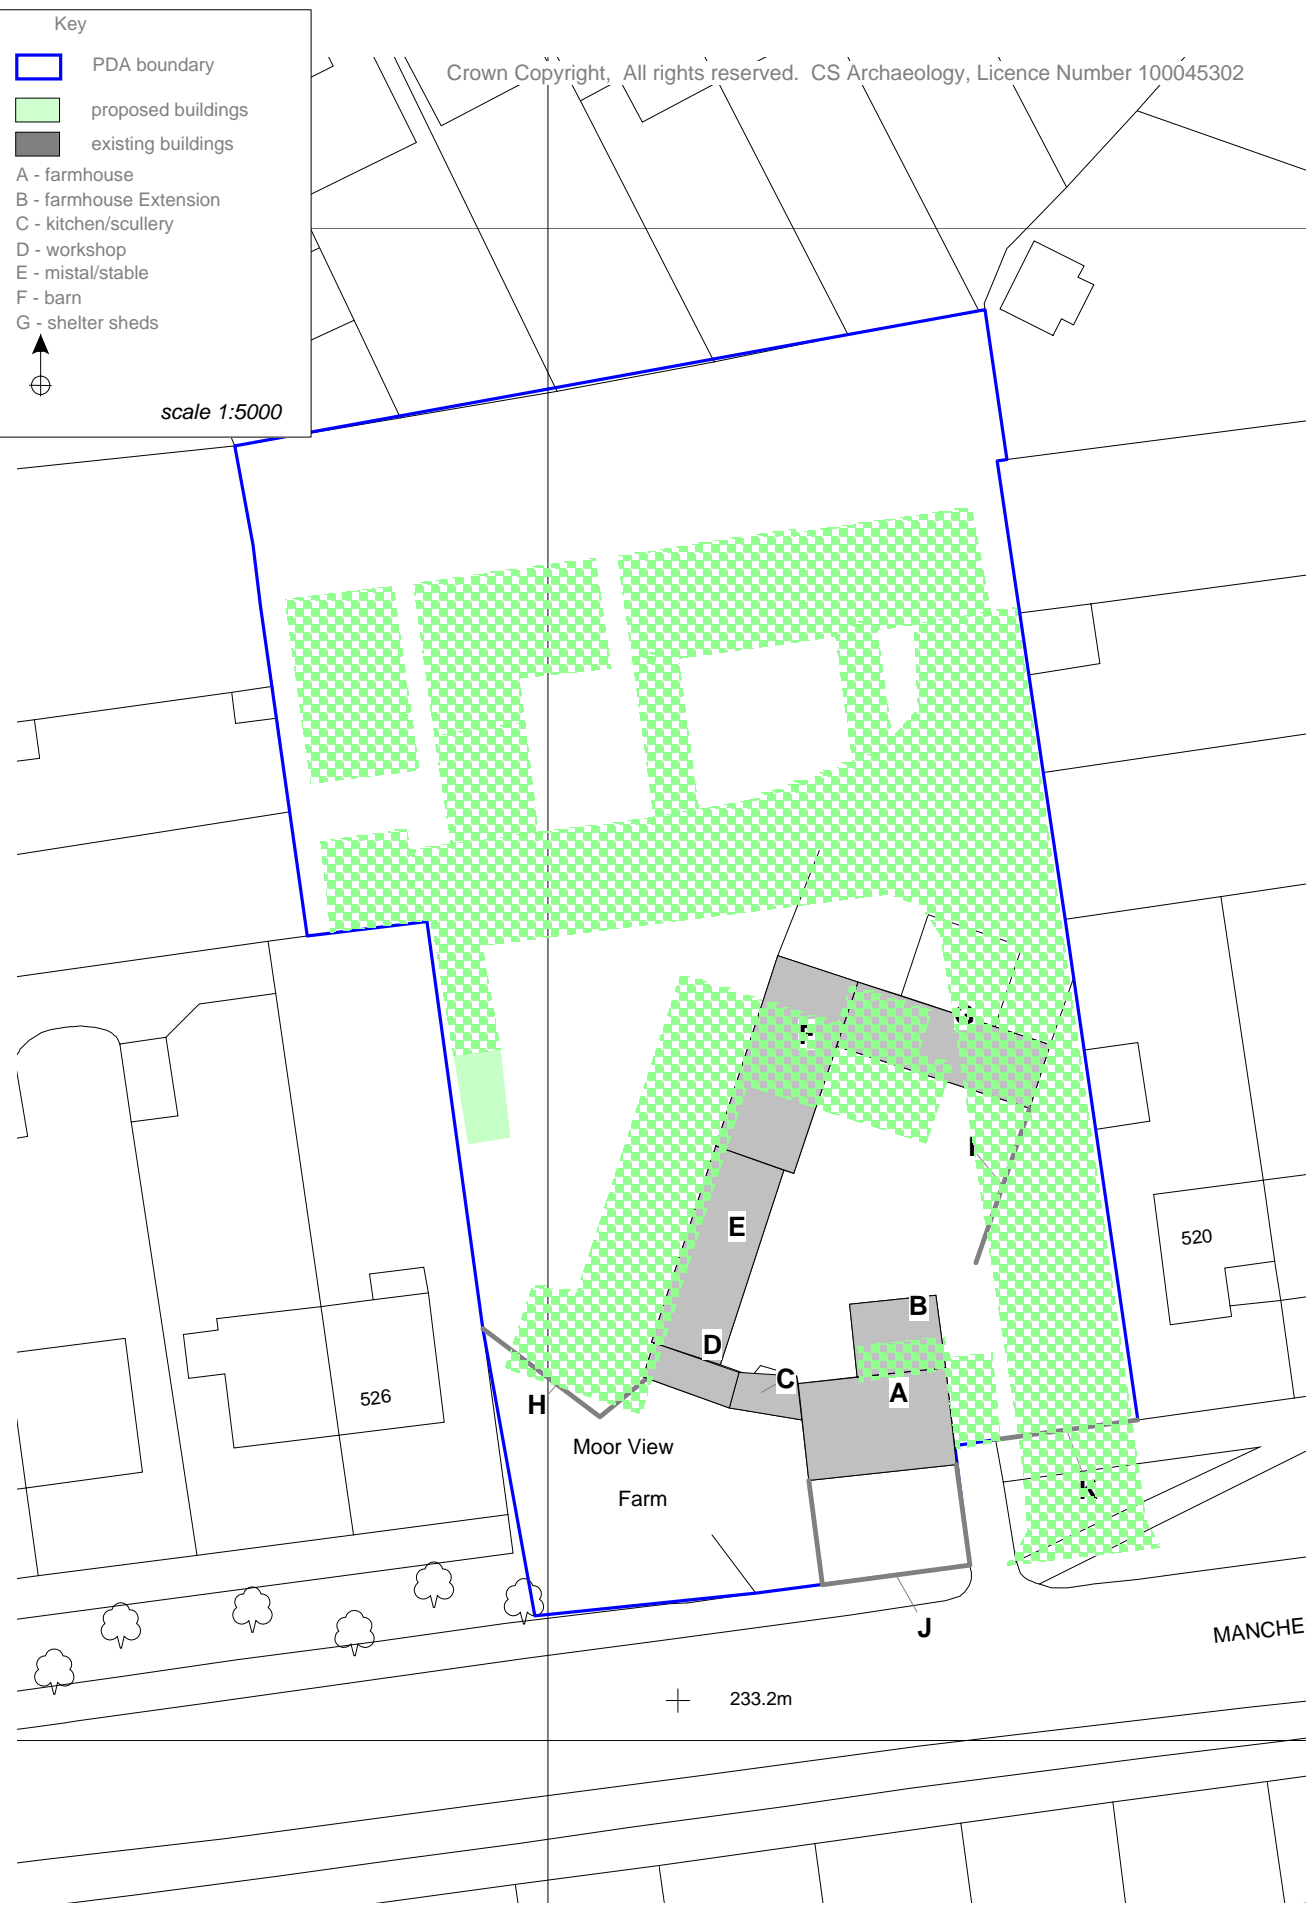 Key
PDA boundary
proposed buildings
existing buildings
A - farmhouse
B - farmhouse Extension
C - kitchen/scullery
D - workshop
E - mistal/stable
F - barn
G - shelter sheds
scale 1:5000
Crown Copyright, All rights reserved. CS Archaeology, Licence Number 100045302
G
F
I
E
520
B
D
C
A
526
H
Moor View
Farm
K
J
MANCHE
233.2m